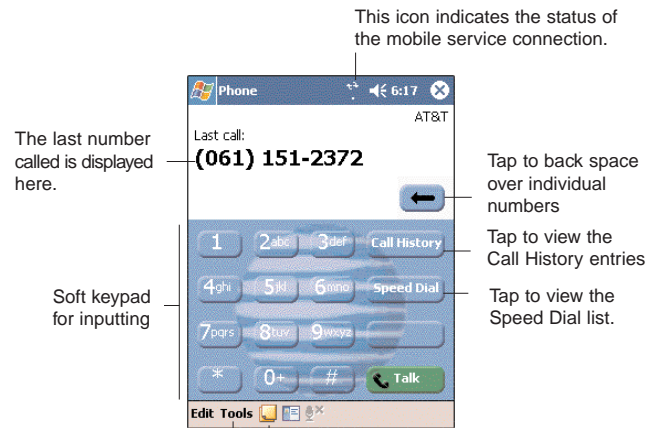 This icon indicates the status of
the mobile service connection.
Phone
6:17
AT&T
Last call:
(061) 151-2372
The last number
called is displayed
here.
Tap to back space
over individual
numbers
1 2abc 3def Call History
Tap to view the
Call History entries
4ghi 5jkl 6mno Speed Dial
Tap to view the
Speed Dial list.
Soft keypad
for inputting
7pqrs 8tuv 9wxyz
* 0+ # Talk
Edit Tools